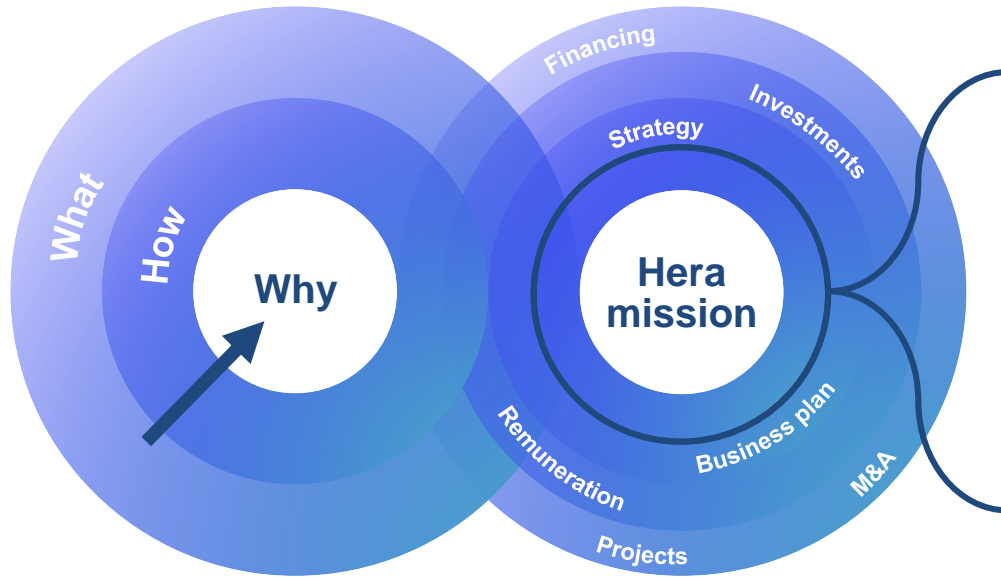 What
How
Why
Financing
Investments
Strategy
Hera
mission
Remuneration
Business plan
M&A
Projects